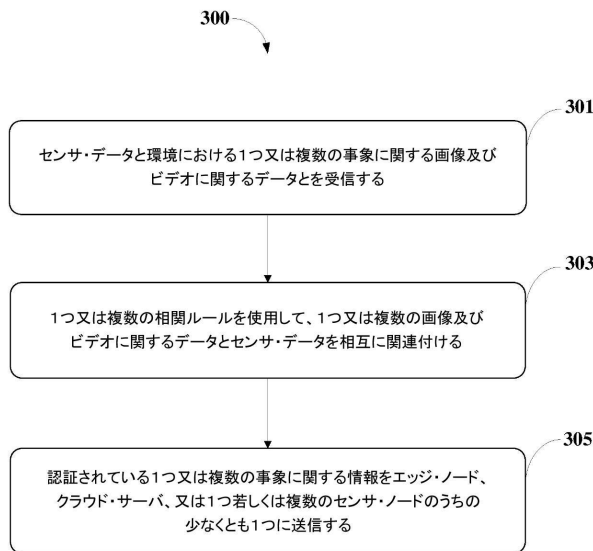 300
301
センサ・データと環境における1つ又は複数の事象に関する画像及び
ビデオに関するデータとを受信する
303
1つ又は複数の相関ルールを使用して、1つ又は複数の画像及び
ビデオに関するデータとセンサ・データを相互に関連付ける
305
認証されている1つ又は複数の事象に関する情報をエッジ・ノード、
クラウド・サーバ、又は1つ若しくは複数のセンサ・ノードのうちの
少なくとも1つに送信する